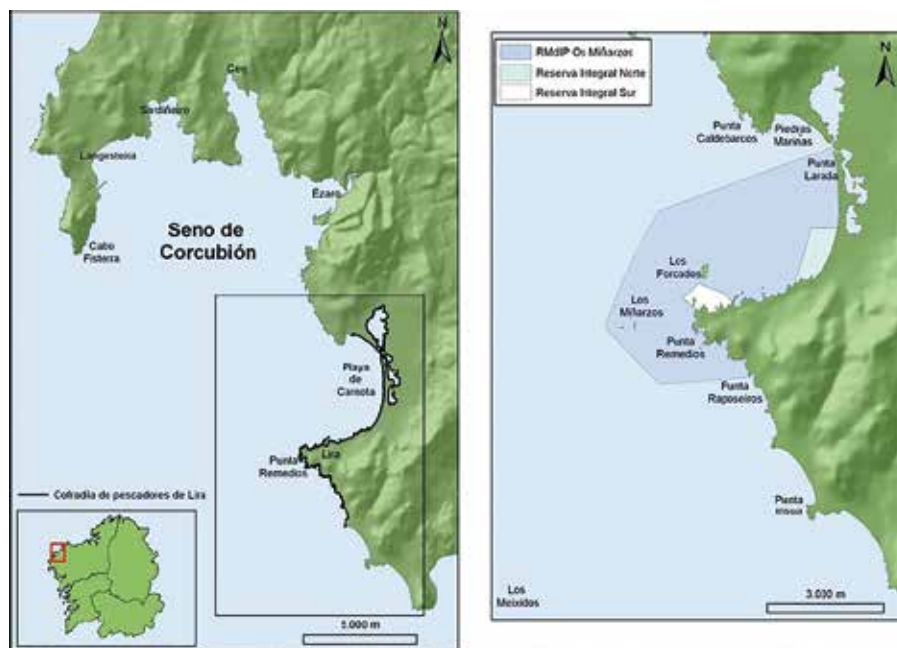 N
Cee
Sardiñeiro
Langosteira
Ézaro
Seno de
Corcubión
Cabo
Fisterra
Playa
de
Carnota
Lira
Punta
Remedios
Cofradía de pescadores de Lira
5.000 m
RMdIP Os Miñarzos
Reserva Integral Norte
Reserva Integral Sur
N
Punta
Caldebarcos
Piedras
Marinas
Punta
Larada
Los
Forcados
Los
Miñarzos
Punta
Remedios
Punta
Raposeiros
Punta
Insua
Los
Meixidos
3.000 m